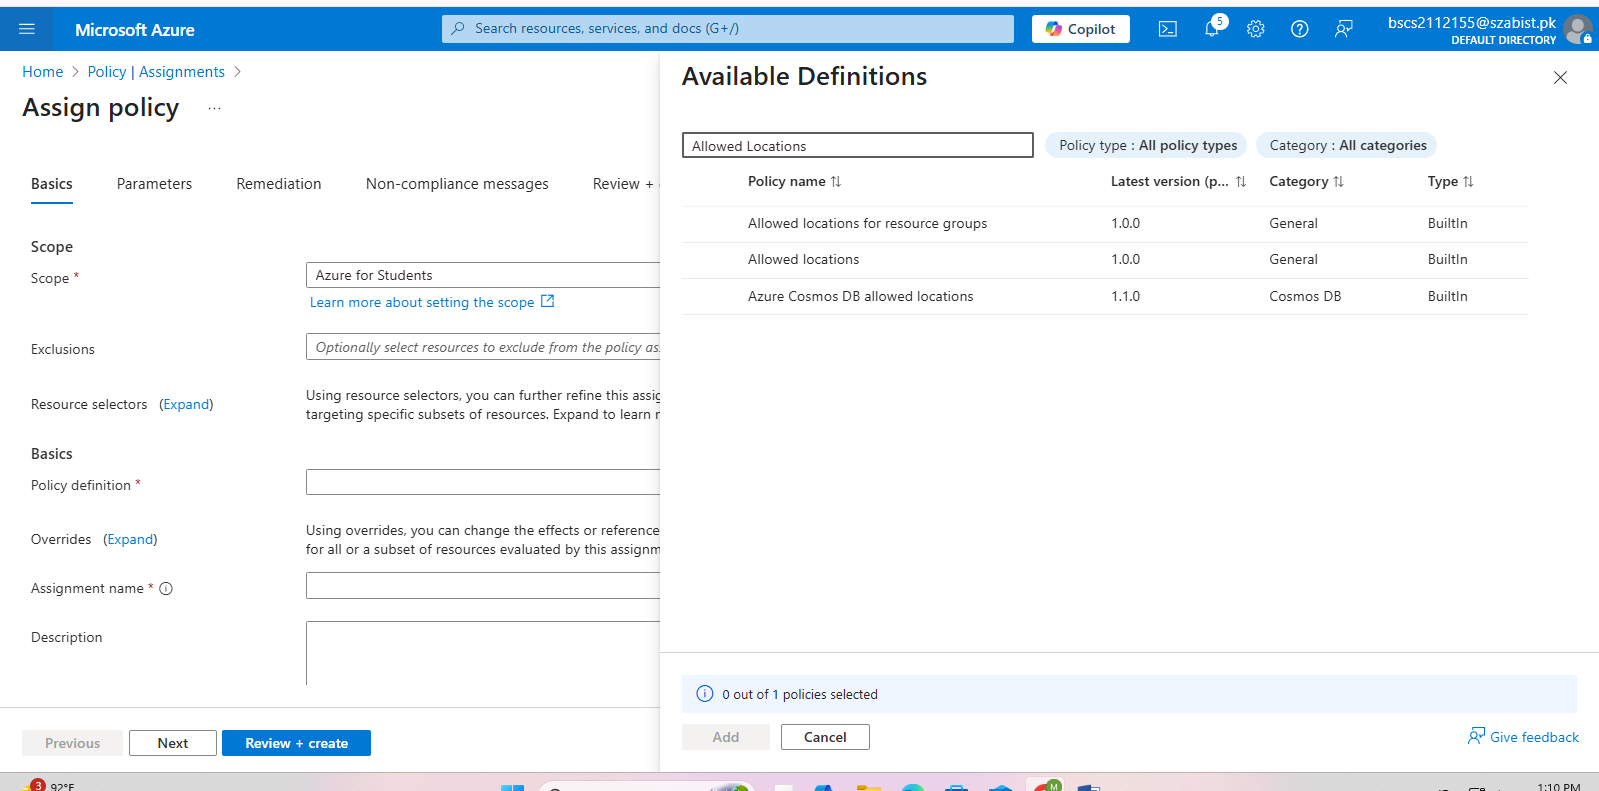 Microsoft Azure
Search resources, services, and docs (G+/)
Copilot
5
bscs2112155@szabist.pk
DEFAULT DIRECTORY
Home > Policy | Assignments >
Assign policy ...
Basics
Parameters
Remediation
Non-compliance messages
Review +
Scope
Scope *
Azure for Students
Learn more about setting the scope
Exclusions
Optionally select resources to exclude from the policy as
Resource selectors (Expand)
Using resource selectors, you can further refine this assig
targeting specific subsets of resources. Expand to learn
Basics
Policy definition *
Overrides (Expand)
Using overrides, you can change the effects or reference
for all or a subset of resources evaluated by this assignm
Assignment name *
Description
Previous
Next
Review + create
Available Definitions
Allowed Locations
Policy type : All policy types
Category : All categories
Policy name ↑↓ Latest version (p... ↑↓ Category ↑↓ Type ↑↓
Allowed locations for resource groups 1.0.0 General BuiltIn
Allowed locations 1.0.0 General BuiltIn
Azure Cosmos DB allowed locations 1.1.0 Cosmos DB BuiltIn
0 out of 1 policies selected
Add
Cancel
Give feedback
3
92°F
M
1:10 PM